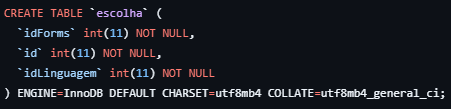 CREATE TABLE `escolha` (
  `idForms` int(11) NOT NULL,
  `id` int(11) NOT NULL,
  `idLinguagem` int(11) NOT NULL
) ENGINE=InnoDB DEFAULT CHARSET=utf8mb4 COLLATE=utf8mb4_general_ci;